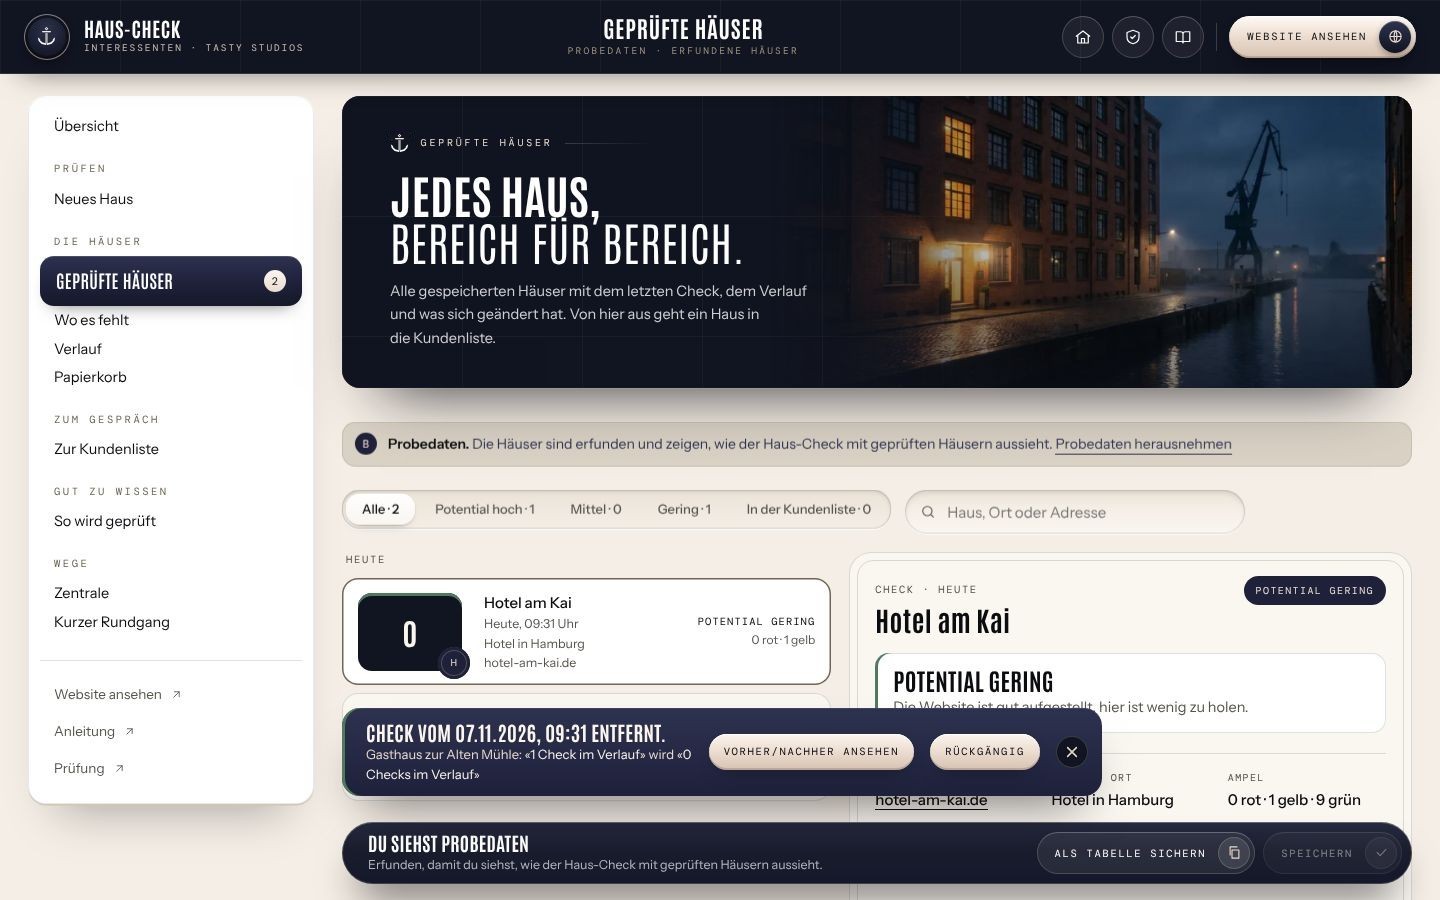 HAUS-CHECK
INTERESSENTEN · TASTY STUDIOS
GEPRÜFTE HÄUSER
PROBEDATEN · ERFUNDENE HÄUSER
WEBSITE ANSEHEN
Übersicht
PRÜFEN
Neues Haus
DIE HÄUSER
GEPRÜFTE HÄUSER
2
Wo es fehlt
Verlauf
Papierkorb
ZUM GESPRÄCH
Zur Kundenliste
GUT ZU WISSEN
So wird geprüft
WEGE
Zentrale
Kurzer Rundgang
Website ansehen
Anleitung
Prüfung
GEPRÜFTE HÄUSER
JEDES HAUS,
BEREICH FÜR BEREICH.
Alle gespeicherten Häuser mit dem letzten Check, dem Verlauf
und was sich geändert hat. Von hier aus geht ein Haus in
die Kundenliste.
B Probedaten. Die Häuser sind erfunden und zeigen, wie der Haus-Check mit geprüften Häusern aussieht. Probedaten herausnehmen
Alle · 2 Potential hoch · 1 Mittel · 0 Gering · 1 In der Kundenliste · 0
Haus, Ort oder Adresse
HEUTE
0
H
Hotel am Kai
Heute, 09:31 Uhr
Hotel in Hamburg
hotel-am-kai.de
POTENTIAL GERING
0 rot · 1 gelb
CHECK · HEUTE
POTENTIAL GERING
Hotel am Kai
POTENTIAL GERING
Die Website ist gut aufgestellt, hier ist wenig zu holen.
ORT
AMPEL
hotel-am-kai.de
Hotel in Hamburg
0 rot · 1 gelb · 9 grün
CHECK VOM 07.11.2026, 09:31 ENTFERNT.
Gasthaus zur Alten Mühle: «1 Check im Verlauf» wird «0
Checks im Verlauf»
VORHER/NACHHER ANSEHEN
RÜCKGÄNGIG
DU SIEHST PROBEDATEN
Erfunden, damit du siehst, wie der Haus-Check mit geprüften Häusern aussieht.
ALS TABELLE SICHERN
SPEICHERN